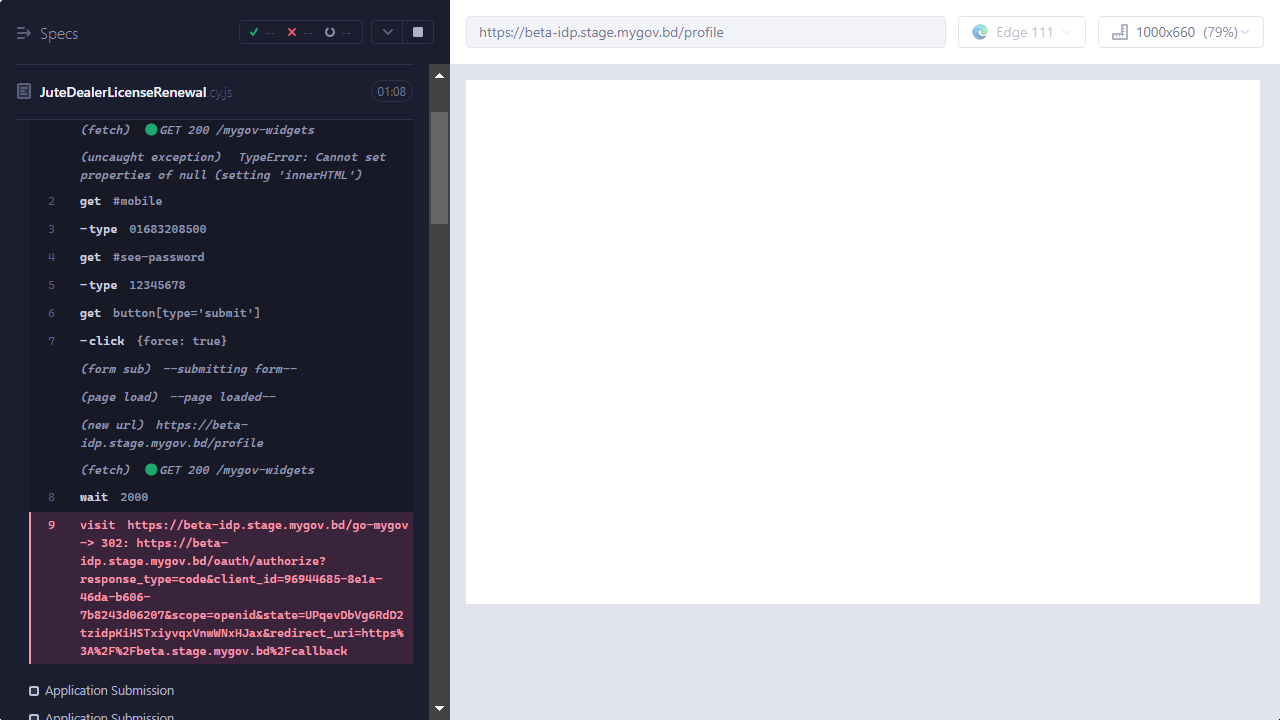 Specs
-- -- --
https://beta-idp.stage.mygov.bd/profile
Edge 111
1000x660 (79%)
JuteDealerLicenseRenewal.cy.js
01:08
(fetch) GET 200 /mygov-widgets
(uncaught exception) TypeError: Cannot set
properties of null (setting 'innerHTML')
2 get #mobile
3 -type 01683208500
4 get #see-password
5 -type 12345678
6 get button[type='submit']
7 -click {force: true}
(form sub) --submitting form--
(page load) --page loaded--
(new url) https://beta-
idp.stage.mygov.bd/profile
(fetch) GET 200 /mygov-widgets
8 wait 2000
9 visit https://beta-idp.stage.mygov.bd/go-mygov
-> 302: https://beta-
idp.stage.mygov.bd/oauth/authorize?
response_type=code&client_id=96944685-8e1a-
46da-b606-
7b8243d06207&scope=openid&state=UPqevDbVg6RdD2
tzidpKiHSTxiyvqxVnwWNxHJax&redirect_uri=https%
3A%2F%2Fbeta.stage.mygov.bd%2Fcallback
Application Submission
Application Submission